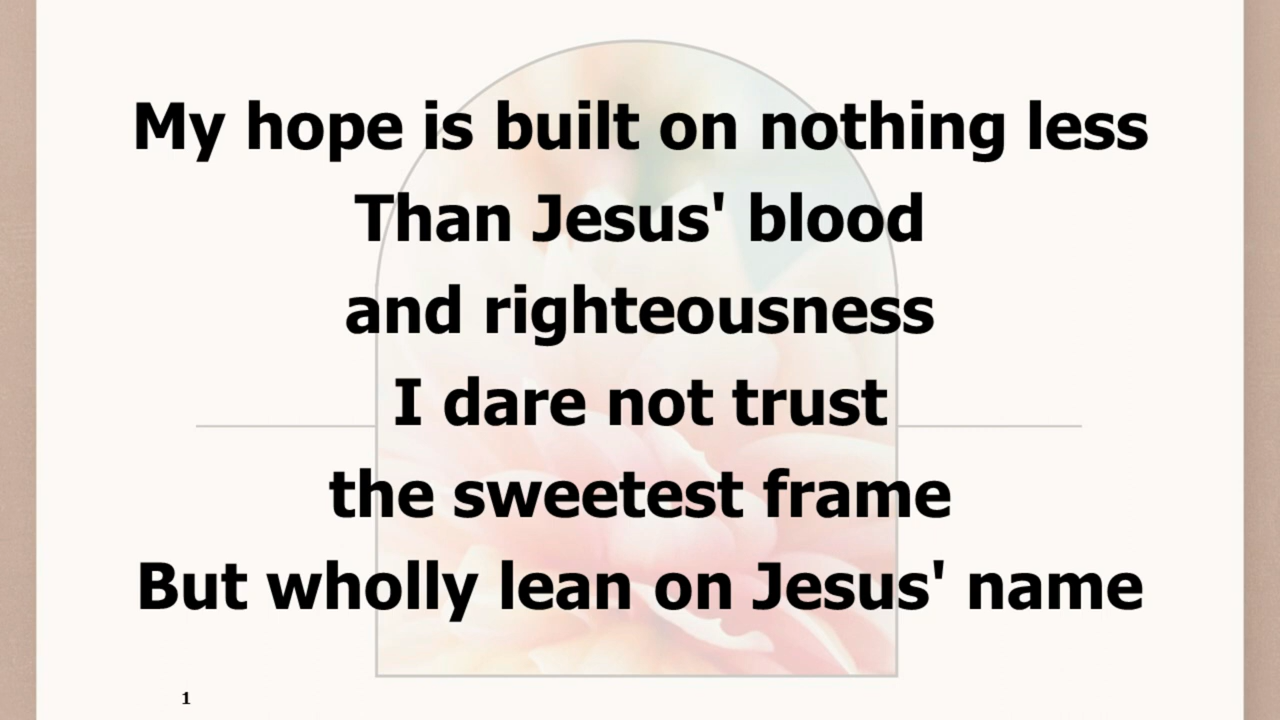 My hope is built on nothing less
Than Jesus' blood
and righteousness
I dare not trust
the sweetest frame
But wholly lean on Jesus' name
1